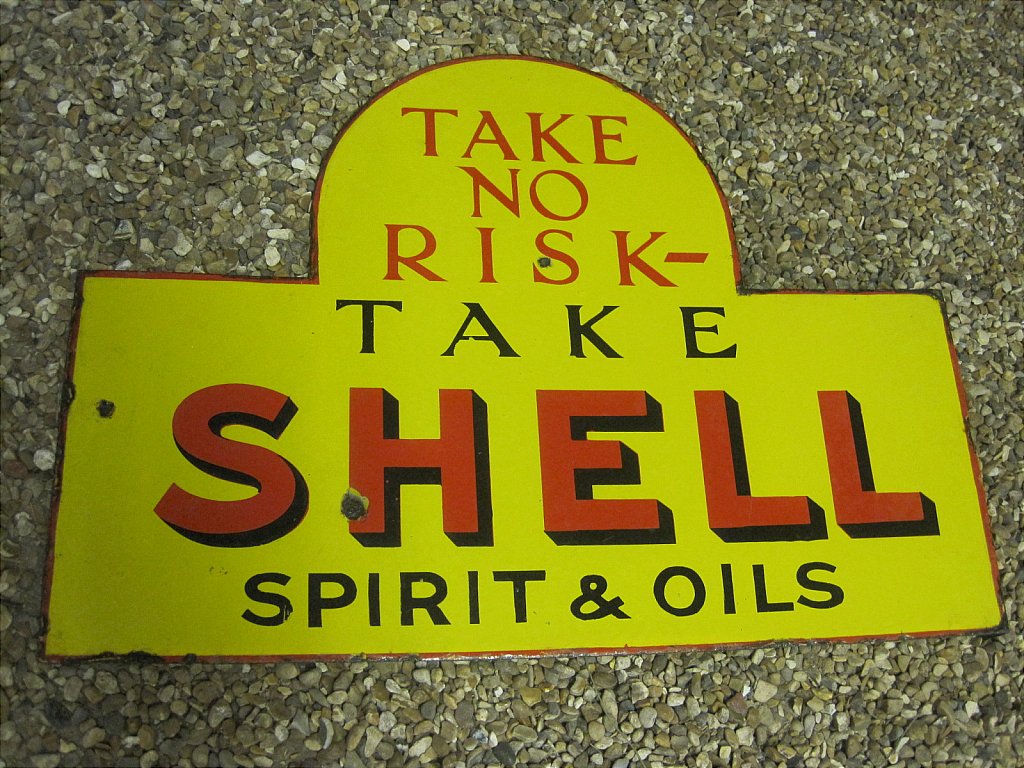 TAKE
NO
RISK-
TAKE
SHELL
SPIRIT & OILS